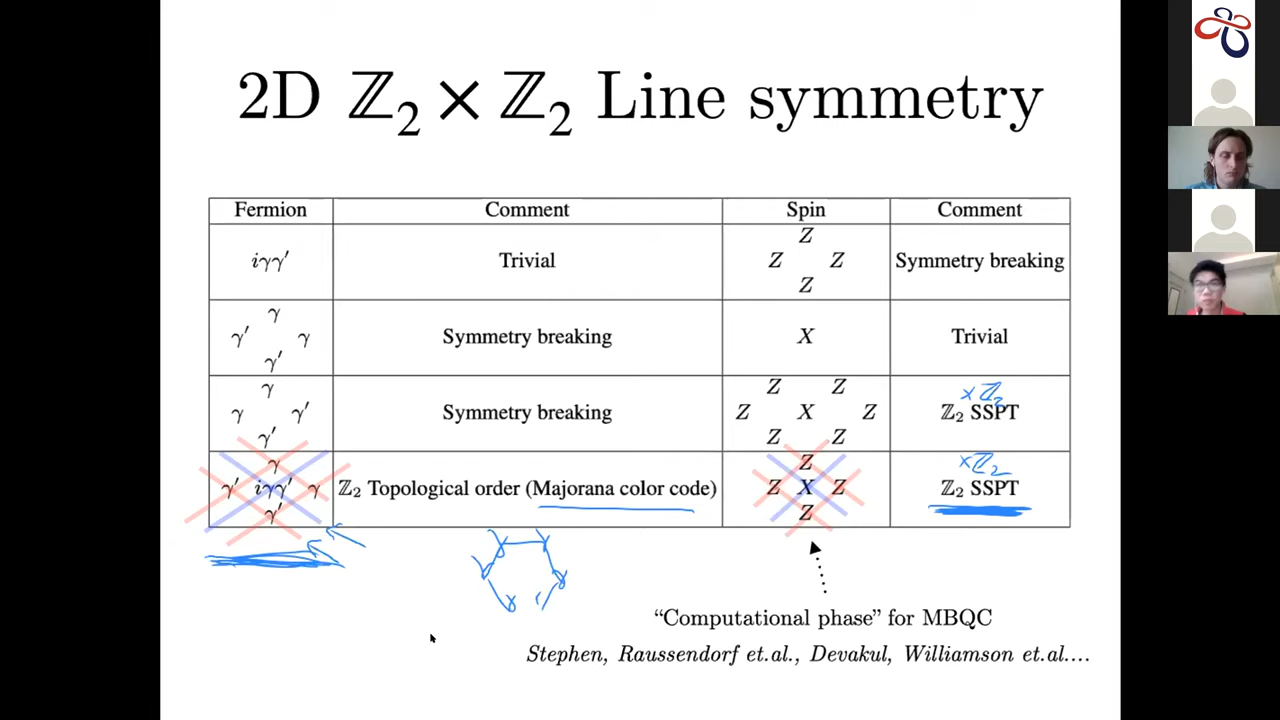 2D ℤ₂ × ℤ₂ Line symmetry
Fermion Comment Spin Comment
Z
iγγ′ Trivial Z Z Symmetry breaking
Z
γ
γ′ γ Symmetry breaking X Trivial
γ′
γ Z Z ×ℤ₂
γ γ′ Symmetry breaking Z X Z ℤ₂ SSPT
γ′ Z Z
γ Z ×ℤ₂
γ′ iγγ′ γ ℤ₂ Topological order (Majorana color code) Z X Z ℤ₂ SSPT
γ′ Z
γ γ
γ γ
γ
“Computational phase” for MBQC
Stephen, Raussendorf et.al., Devakul, Williamson et.al....